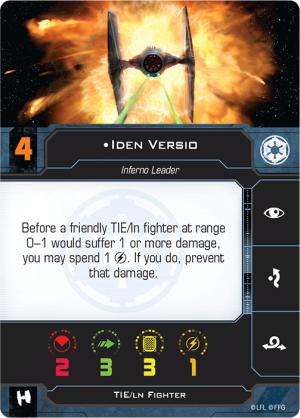 4
•Iden Versio
Inferno Leader
Before a friendly TIE/ln fighter at range
0–1 would suffer 1 or more damage,
you may spend 1 . If you do, prevent
that damage.
2 3 3 1
TIE/ln Fighter
©LFL ©FFG